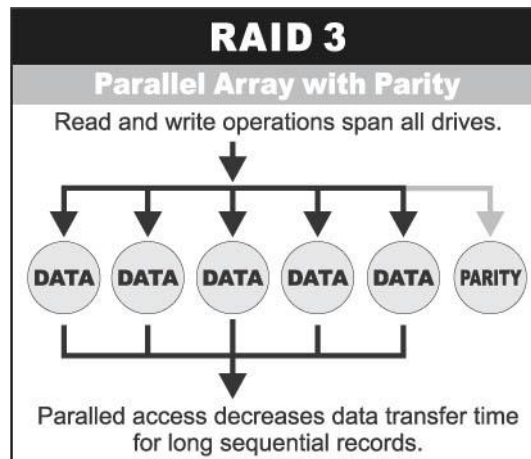 RAID 3
Parallel Array with Parity
Read and write operations span all drives.
DATA DATA DATA DATA DATA PARITY
Paralled access decreases data transfer time
for long sequential records.